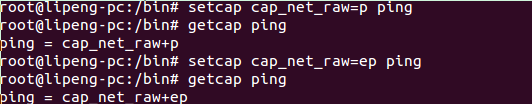 root@lipeng-pc:/bin# setcap cap_net_raw=p ping
root@lipeng-pc:/bin# getcap ping
ping = cap_net_raw+p
root@lipeng-pc:/bin# setcap cap_net_raw=ep ping
root@lipeng-pc:/bin# getcap ping
ping = cap_net_raw+ep